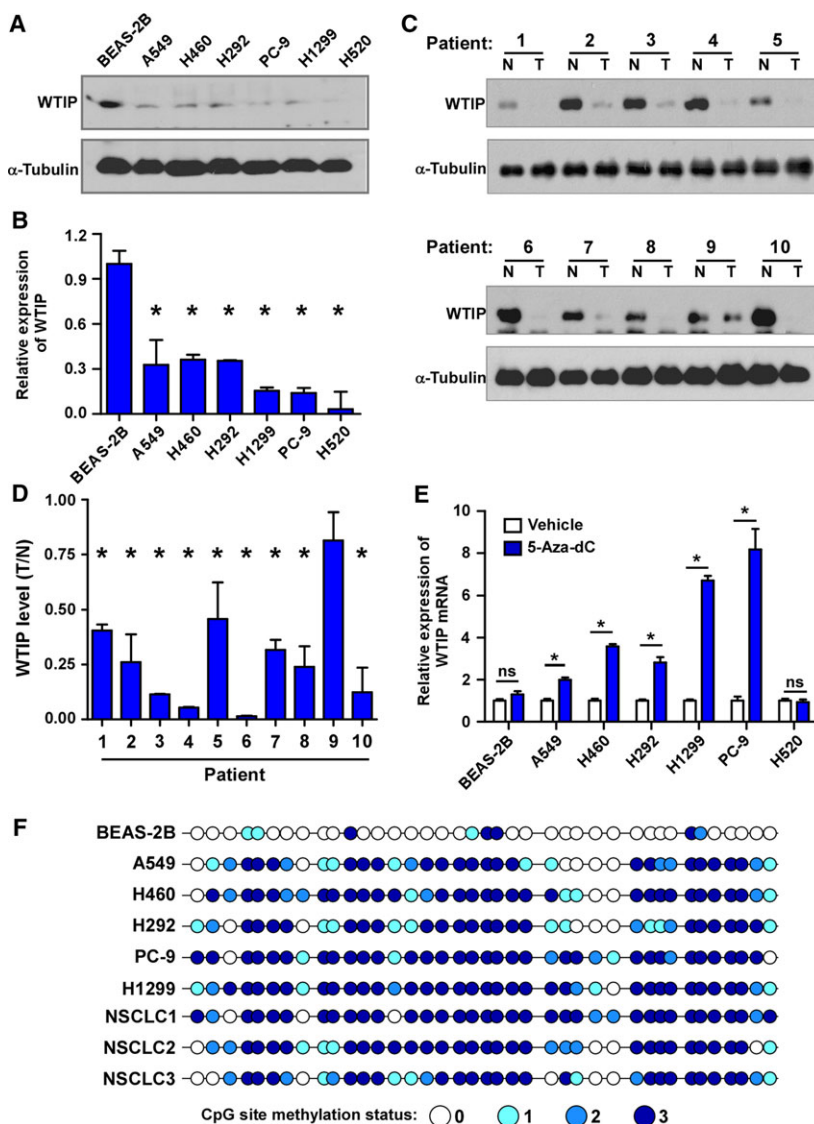 A
BEAS-2B A549 H460 H292 PC-9 H1299 H520
WTIP
α-Tubulin
B
Relative expression
of WTIP
1.2
0.9
0.6
0.3
0.0
* * * * * *
BEAS-2B A549 H460 H292 H1299 PC-9 H520
C
Patient: 1 2 3 4 5
N T N T N T N T N T
WTIP
α-Tubulin
Patient: 6 7 8 9 10
N T N T N T N T N T
WTIP
α-Tubulin
D
WTIP level (T/N)
1.00
0.75
0.50
0.25
0.00
* * * * * * * * *
1 2 3 4 5 6 7 8 9 10
Patient
E
Relative expression of
WTIP mRNA
10
8
6
4
2
0
Vehicle
5-Aza-dC
ns * * * * * ns
BEAS-2B A549 H460 H292 H1299 PC-9 H520
F
BEAS-2B
A549
H460
H292
PC-9
H1299
NSCLC1
NSCLC2
NSCLC3
CpG site methylation status: 0 1 2 3